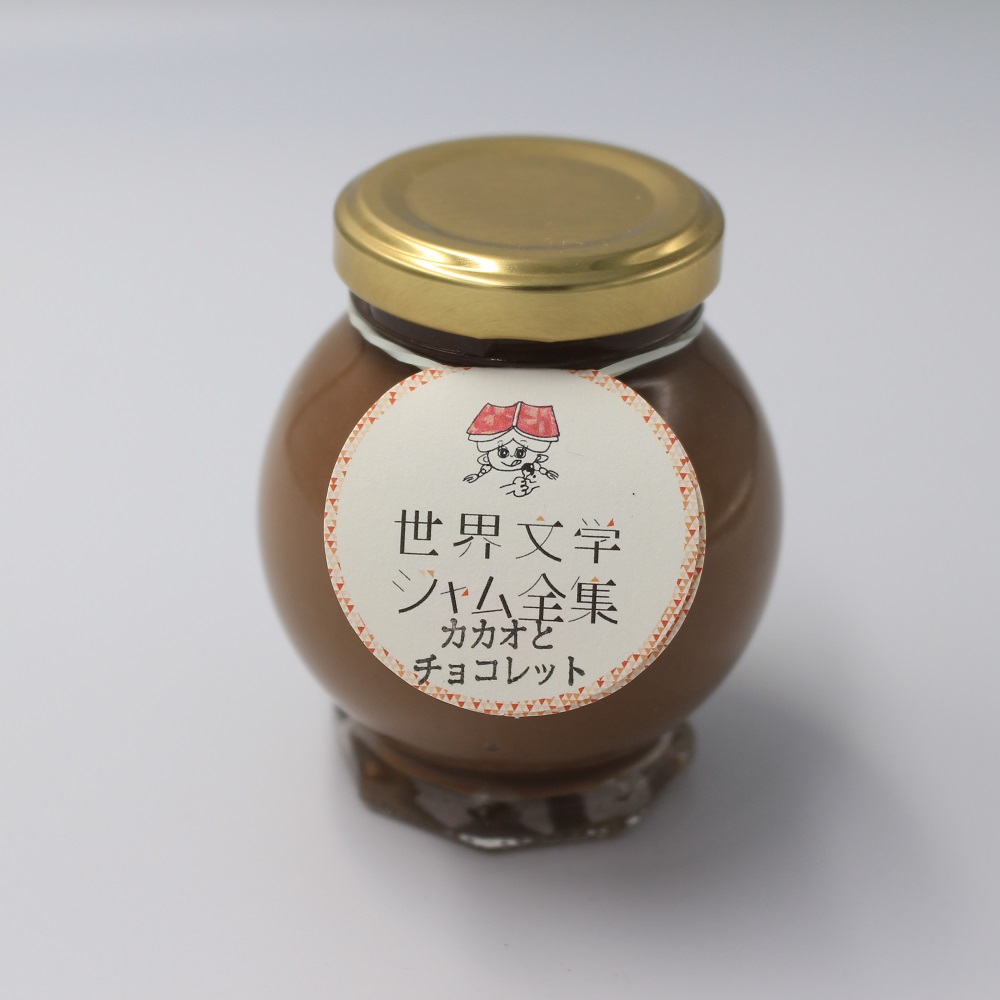 世界文学
ジャム全集
カカオと
チョコレット